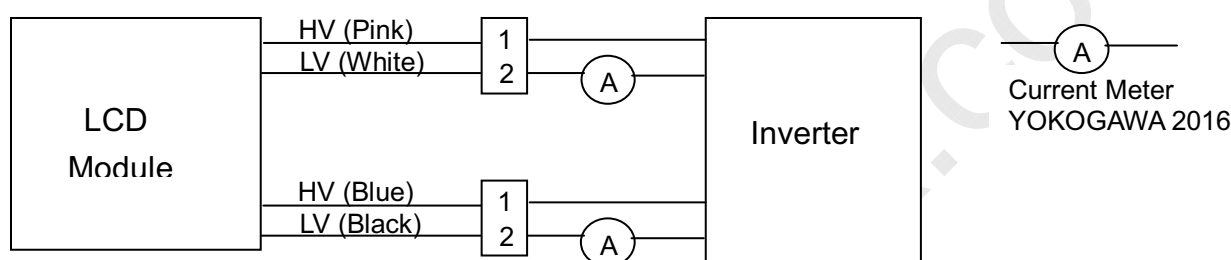 HV (Pink)
LV (White)
1
2
A
A
Current Meter
YOKOGAWA 2016
LCD
Module
Inverter
HV (Blue)
LV (Black)
1
2
A